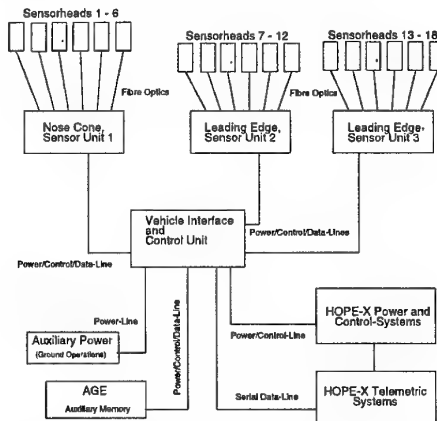 Sensorheads 1 - 6
Sensorheads 7 - 12
Sensorheads 13 - 18
Fibre Optics
Fibre Optics
Nose Cone,
Sensor Unit 1
Leading Edge,
Sensor Unit 2
Leading Edge-
Sensor Unit 3
Vehicle Interface
and
Control Unit
Power/Control/Data-Lines
Power/Control/Data-Line
Power-Line
Auxiliary Power
(Ground Operations)
Power/Control/Data-Line
Power/Control-Line
HOPE-X Power and
Control-Systems
AGE
Auxiliary Memory
Serial Data-Line
HOPE-X Telemetric
Systems